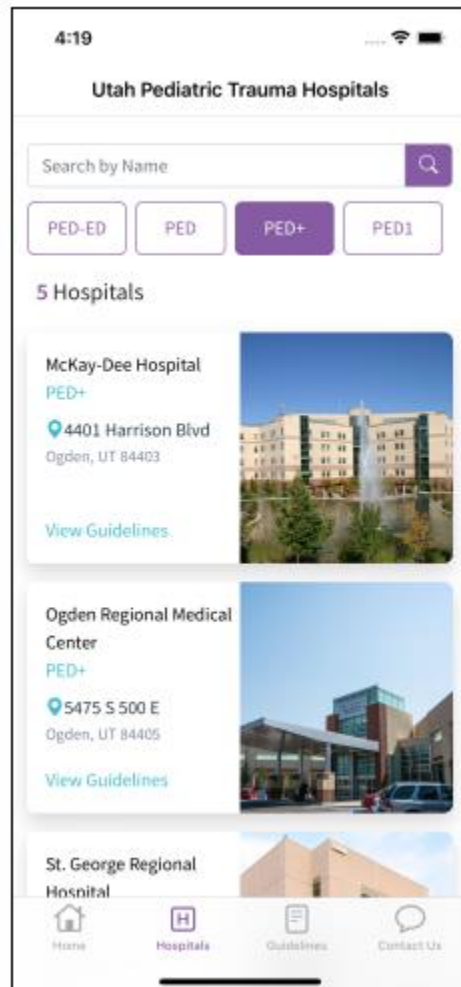 4:19
Utah Pediatric Trauma Hospitals
Search by Name
PED-ED PED PED+ PED1
5 Hospitals
McKay-Dee Hospital
PED+
4401 Harrison Blvd
Ogden, UT 84403
View Guidelines
Ogden Regional Medical
Center
PED+
5475 S 500 E
Ogden, UT 84405
View Guidelines
St. George Regional
Hospital
H
Home Hospitals Guidelines Contact Us